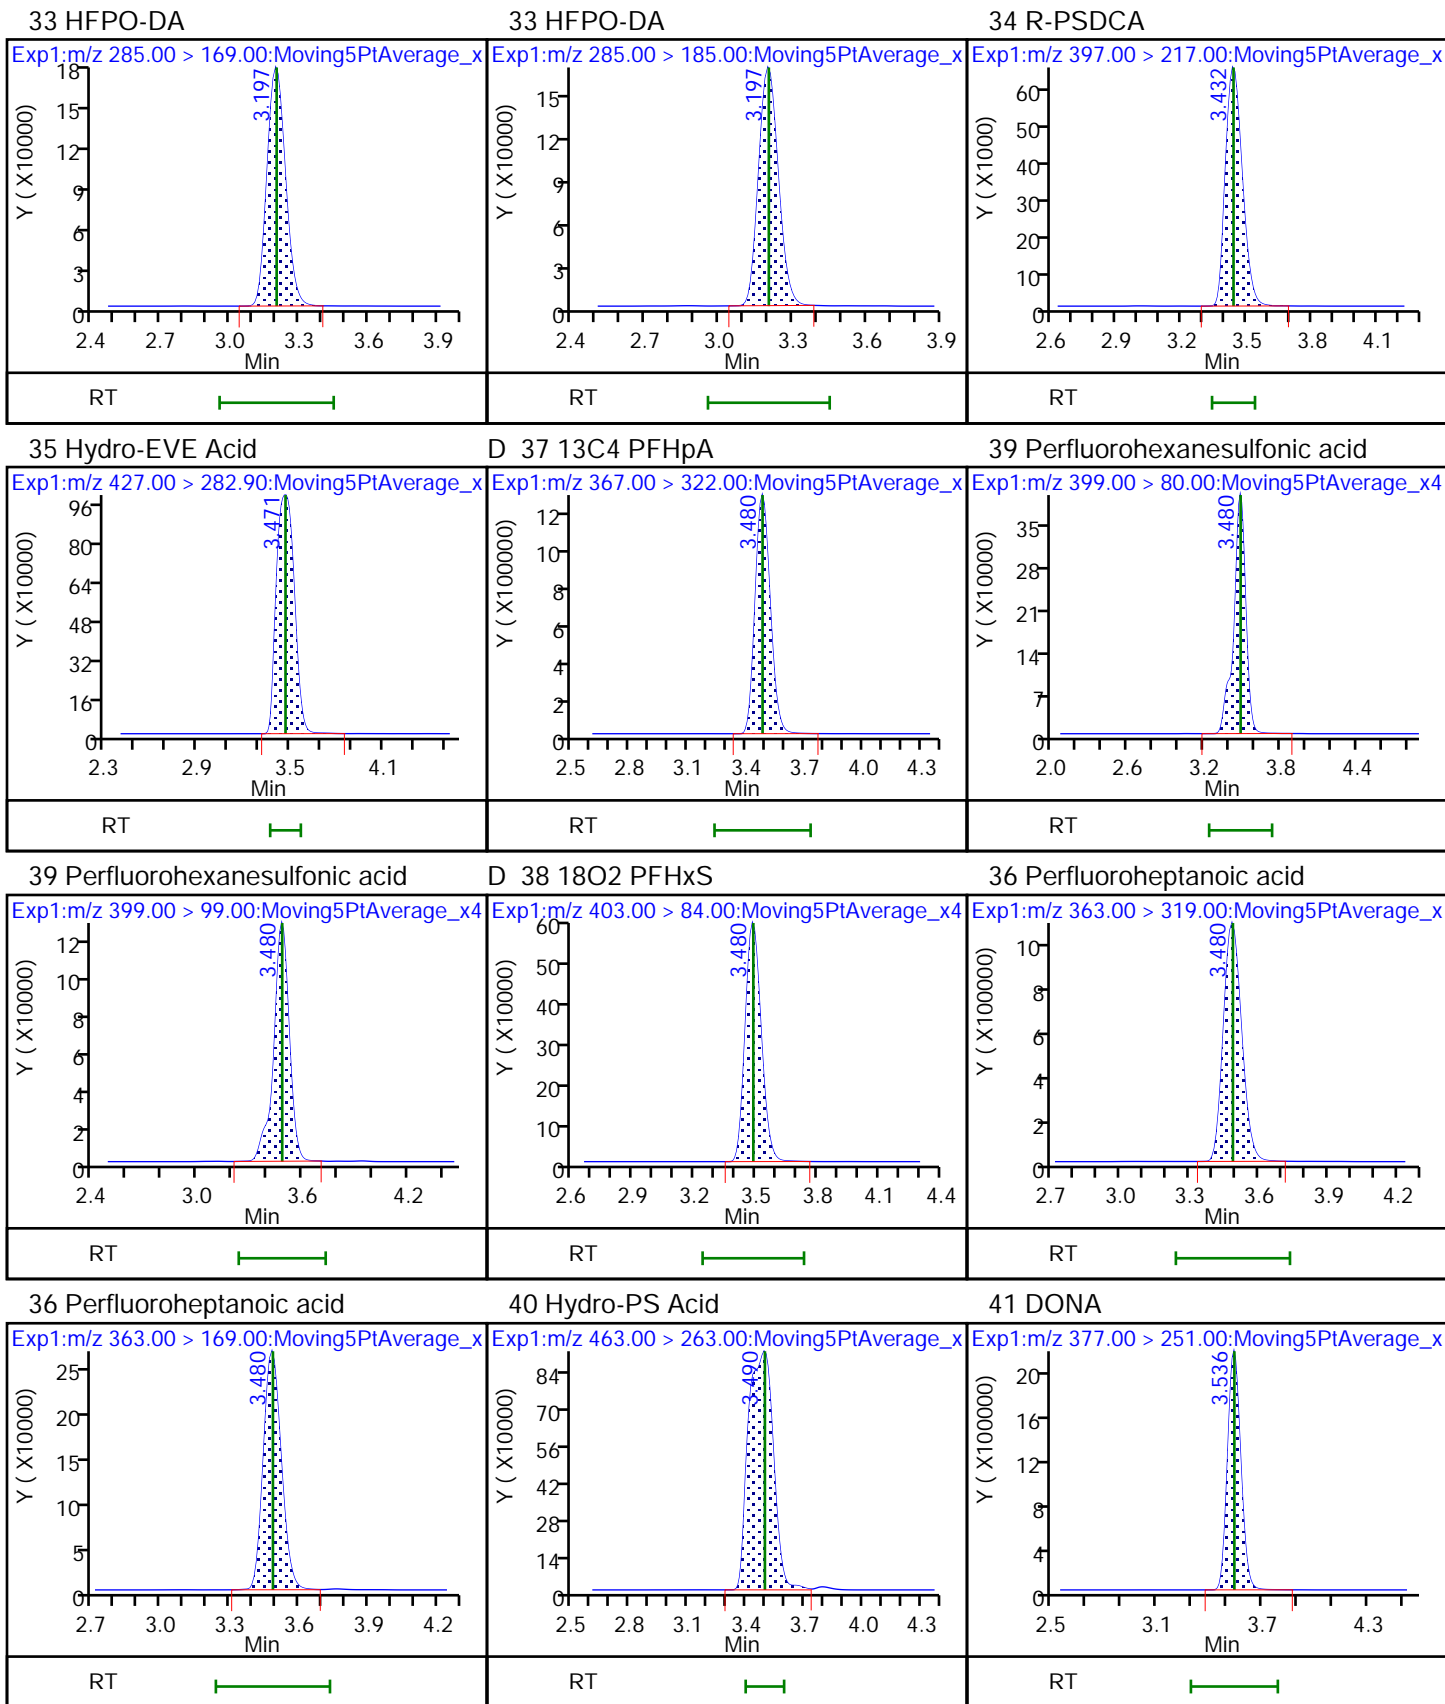 33 HFPO-DA
Exp1:m/z 285.00 > 169.00:Moving5PtAverage_x
Y ( X10000)
18
15
12
9
6
3
0
3.197
2.4 2.7 3.0 3.3 3.6 3.9
Min
RT
33 HFPO-DA
Exp1:m/z 285.00 > 185.00:Moving5PtAverage_x
Y ( X10000)
15
12
9
6
3
0
3.197
2.4 2.7 3.0 3.3 3.6 3.9
Min
RT
34 R-PSDCA
Exp1:m/z 397.00 > 217.00:Moving5PtAverage_x
Y ( X1000)
60
50
40
30
20
10
0
3.432
2.6 2.9 3.2 3.5 3.8 4.1
Min
RT
35 Hydro-EVE Acid
Exp1:m/z 427.00 > 282.90:Moving5PtAverage_x
Y ( X10000)
96
80
64
48
32
16
0
3.471
2.3 2.9 3.5 4.1
Min
RT
D 37 13C4 PFHpA
Exp1:m/z 367.00 > 322.00:Moving5PtAverage_x
Y ( X100000)
12
10
8
6
4
2
0
3.480
2.5 2.8 3.1 3.4 3.7 4.0 4.3
Min
RT
39 Perfluorohexanesulfonic acid
Exp1:m/z 399.00 > 80.00:Moving5PtAverage_x4
Y ( X10000)
35
28
21
14
7
0
3.480
2.0 2.6 3.2 3.8 4.4
Min
RT
39 Perfluorohexanesulfonic acid
Exp1:m/z 399.00 > 99.00:Moving5PtAverage_x4
Y ( X10000)
12
10
8
6
4
2
0
3.480
2.4 3.0 3.6 4.2
Min
RT
D 38 18O2 PFHxS
Exp1:m/z 403.00 > 84.00:Moving5PtAverage_x4
Y ( X10000)
60
50
40
30
20
10
0
3.480
2.6 2.9 3.2 3.5 3.8 4.1 4.4
Min
RT
36 Perfluoroheptanoic acid
Exp1:m/z 363.00 > 319.00:Moving5PtAverage_x
Y ( X100000)
10
8
6
4
2
0
3.480
2.7 3.0 3.3 3.6 3.9 4.2
Min
RT
36 Perfluoroheptanoic acid
Exp1:m/z 363.00 > 169.00:Moving5PtAverage_x
Y ( X10000)
25
20
15
10
5
0
3.480
2.7 3.0 3.3 3.6 3.9 4.2
Min
RT
40 Hydro-PS Acid
Exp1:m/z 463.00 > 263.00:Moving5PtAverage_x
Y ( X10000)
84
70
56
42
28
14
0
3.490
2.5 2.8 3.1 3.4 3.7 4.0 4.3
Min
RT
41 DONA
Exp1:m/z 377.00 > 251.00:Moving5PtAverage_x
Y ( X100000)
20
16
12
8
4
0
3.536
2.5 3.1 3.7 4.3
Min
RT